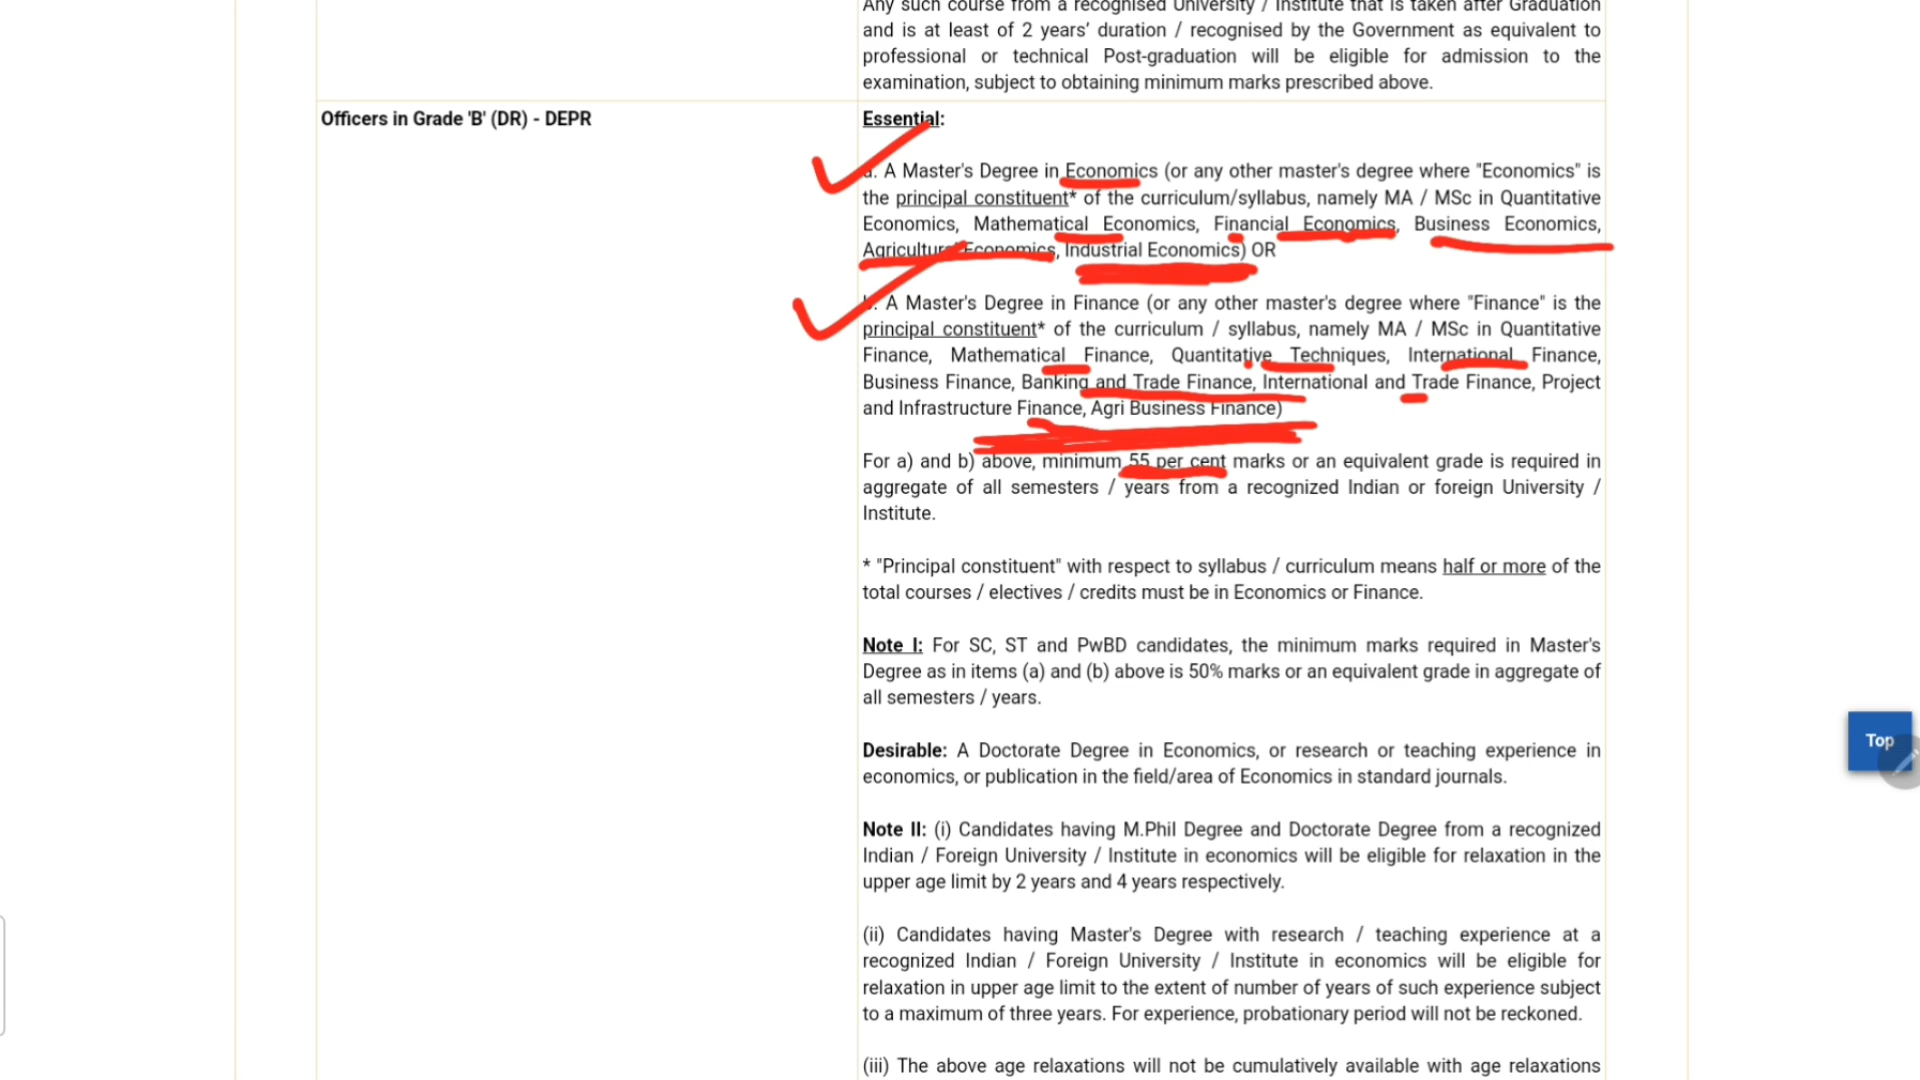 Any such course from a recognised University / Institute that is taken after Graduation
and is at least of 2 years’ duration / recognised by the Government as equivalent to
professional or technical Post-graduation will be eligible for admission to the
examination, subject to obtaining minimum marks prescribed above.
Officers in Grade 'B' (DR) - DEPR
Essential:
a. A Master's Degree in Economics (or any other master's degree where "Economics" is
the principal constituent* of the curriculum/syllabus, namely MA / MSc in Quantitative
Economics, Mathematical Economics, Financial Economics, Business Economics,
Agricultural Economics, Industrial Economics) OR
b. A Master's Degree in Finance (or any other master's degree where "Finance" is the
principal constituent* of the curriculum / syllabus, namely MA / MSc in Quantitative
Finance, Mathematical Finance, Quantitative Techniques, International Finance,
Business Finance, Banking and Trade Finance, International and Trade Finance, Project
and Infrastructure Finance, Agri Business Finance)
For a) and b) above, minimum 55 per cent marks or an equivalent grade is required in
aggregate of all semesters / years from a recognized Indian or foreign University /
Institute.
* "Principal constituent" with respect to syllabus / curriculum means half or more of the
total courses / electives / credits must be in Economics or Finance.
Note I: For SC, ST and PwBD candidates, the minimum marks required in Master's
Degree as in items (a) and (b) above is 50% marks or an equivalent grade in aggregate of
all semesters / years.
Desirable: A Doctorate Degree in Economics, or research or teaching experience in
economics, or publication in the field/area of Economics in standard journals.
Note II: (i) Candidates having M.Phil Degree and Doctorate Degree from a recognized
Indian / Foreign University / Institute in economics will be eligible for relaxation in the
upper age limit by 2 years and 4 years respectively.
(ii) Candidates having Master's Degree with research / teaching experience at a
recognized Indian / Foreign University / Institute in economics will be eligible for
relaxation in upper age limit to the extent of number of years of such experience subject
to a maximum of three years. For experience, probationary period will not be reckoned.
(iii) The above age relaxations will not be cumulatively available with age relaxations
Top